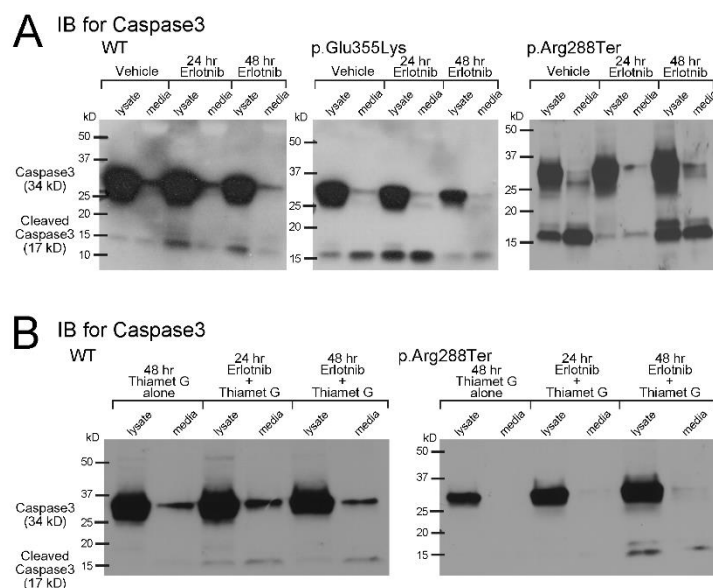 A IB for Caspase3
WT p.Glu355Lys p.Arg288Ter
Vehicle 24 hr Erlotnib 48 hr Erlotnib Vehicle 24 hr Erlotnib 48 hr Erlotnib Vehicle 24 hr Erlotnib 48 hr Erlotnib
lysate media lysate media lysate media lysate media lysate media lysate media lysate media lysate media lysate media
kD kD kD
50 50 50
37 37 37
Caspase3 (34 kD)
25 25 25
20 20 20
Cleaved Caspase3 (17 kD)
15 15 15
10
B IB for Caspase3
WT p.Arg288Ter
48 hr Thiamet G alone 24 hr Erlotnib + Thiamet G 48 hr Erlotnib + Thiamet G 48 hr Thiamet G alone 24 hr Erlotnib + Thiamet G 48 hr Erlotnib + Thiamet G
lysate media lysate media lysate media lysate media lysate media lysate media
kD kD
50 50
37 37
Caspase3 (34 kD)
25 25
20 20
Cleaved Caspase3 (17 kD)
15 15